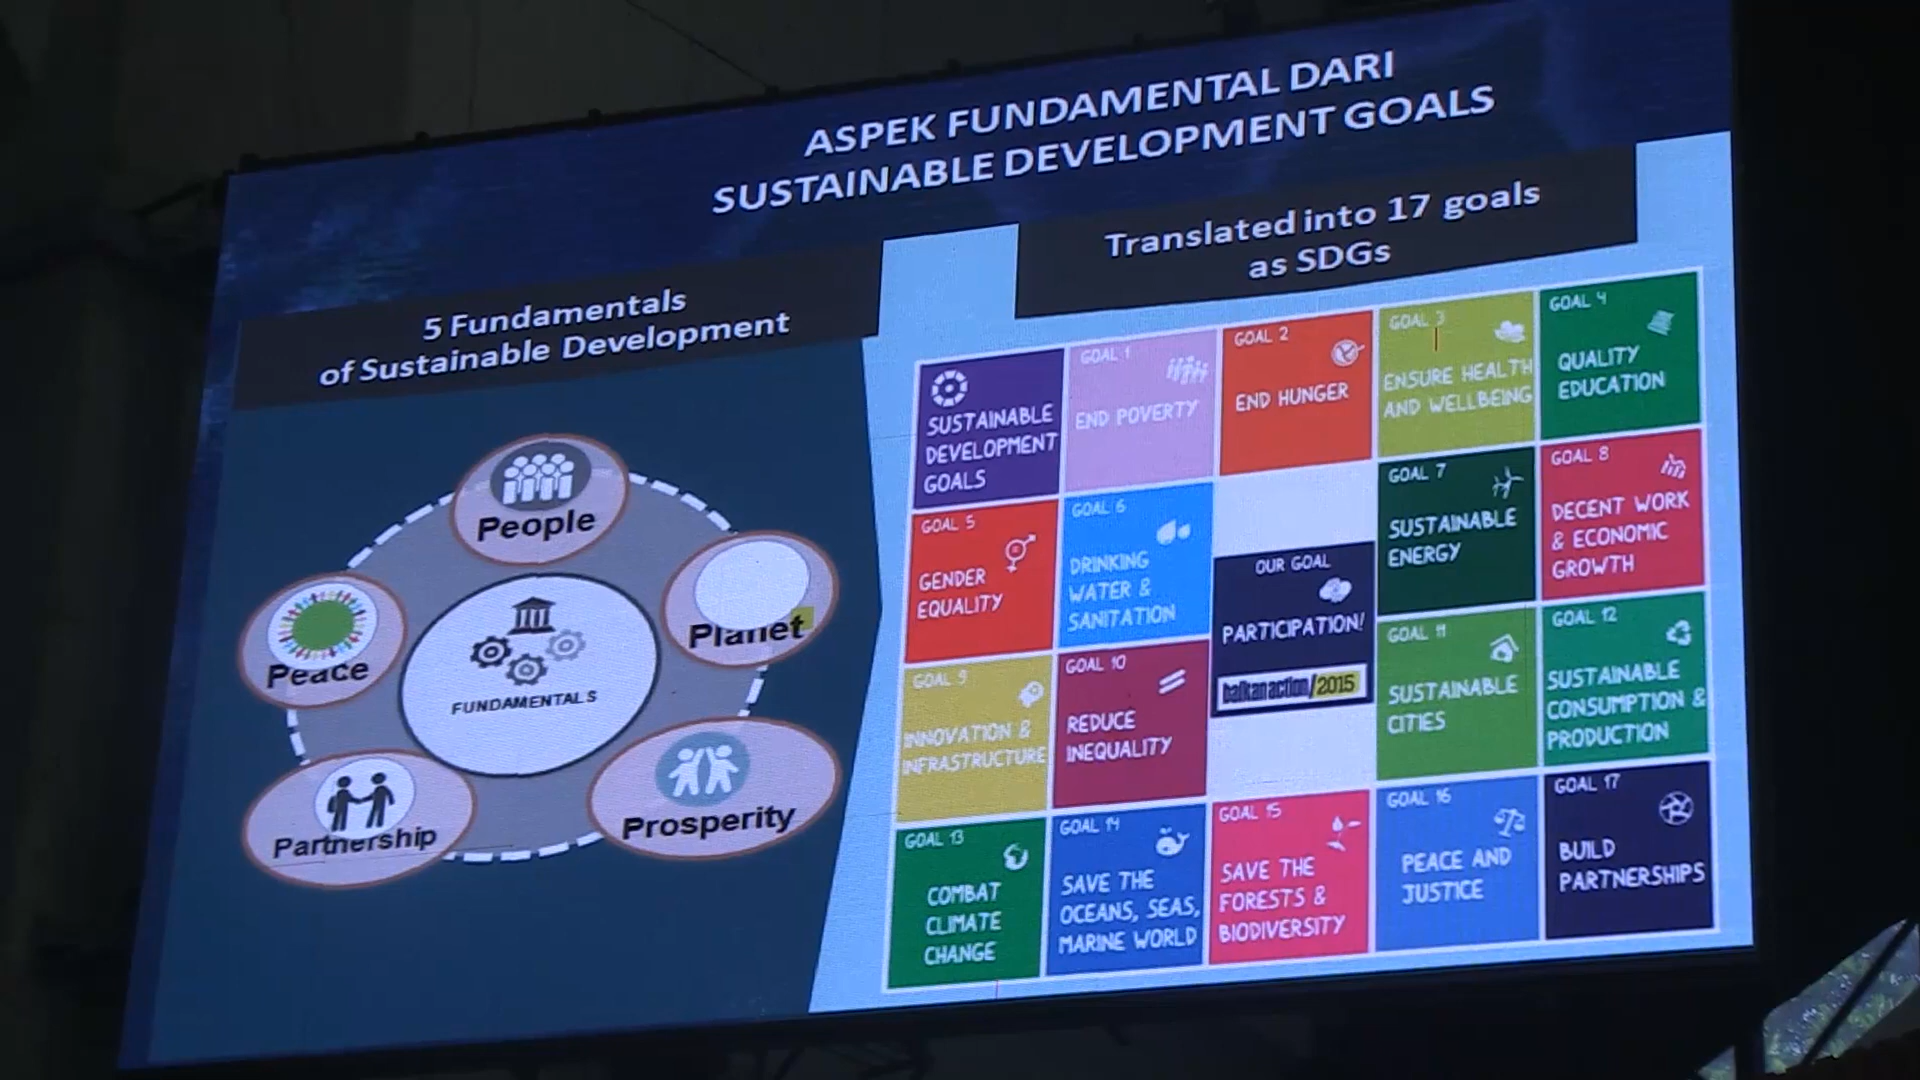 ASPEK FUNDAMENTAL DARI
SUSTAINABLE DEVELOPMENT GOALS
5 Fundamentals
of Sustainable Development
People
Planet
Peace
FUNDAMENTALS
Partnership
Prosperity
Translated into 17 goals
as SDGs
SUSTAINABLE
DEVELOPMENT
GOALS
GOAL 1
END POVERTY
GOAL 2
END HUNGER
GOAL 3
ENSURE HEALTH
AND WELLBEING
GOAL 4
QUALITY
EDUCATION
GOAL 5
GENDER
EQUALITY
GOAL 6
DRINKING
WATER &
SANITATION
OUR GOAL
PARTICIPATION!
balkanaction/2015
GOAL 7
SUSTAINABLE
ENERGY
GOAL 8
DECENT WORK
& ECONOMIC
GROWTH
GOAL 9
INNOVATION &
INFRASTRUCTURE
GOAL 10
REDUCE
INEQUALITY
GOAL 11
SUSTAINABLE
CITIES
GOAL 12
SUSTAINABLE
CONSUMPTION &
PRODUCTION
GOAL 13
COMBAT
CLIMATE
CHANGE
GOAL 14
SAVE THE
OCEANS, SEAS,
MARINE WORLD
GOAL 15
SAVE THE
FORESTS &
BIODIVERSITY
GOAL 16
PEACE AND
JUSTICE
GOAL 17
BUILD
PARTNERSHIPS